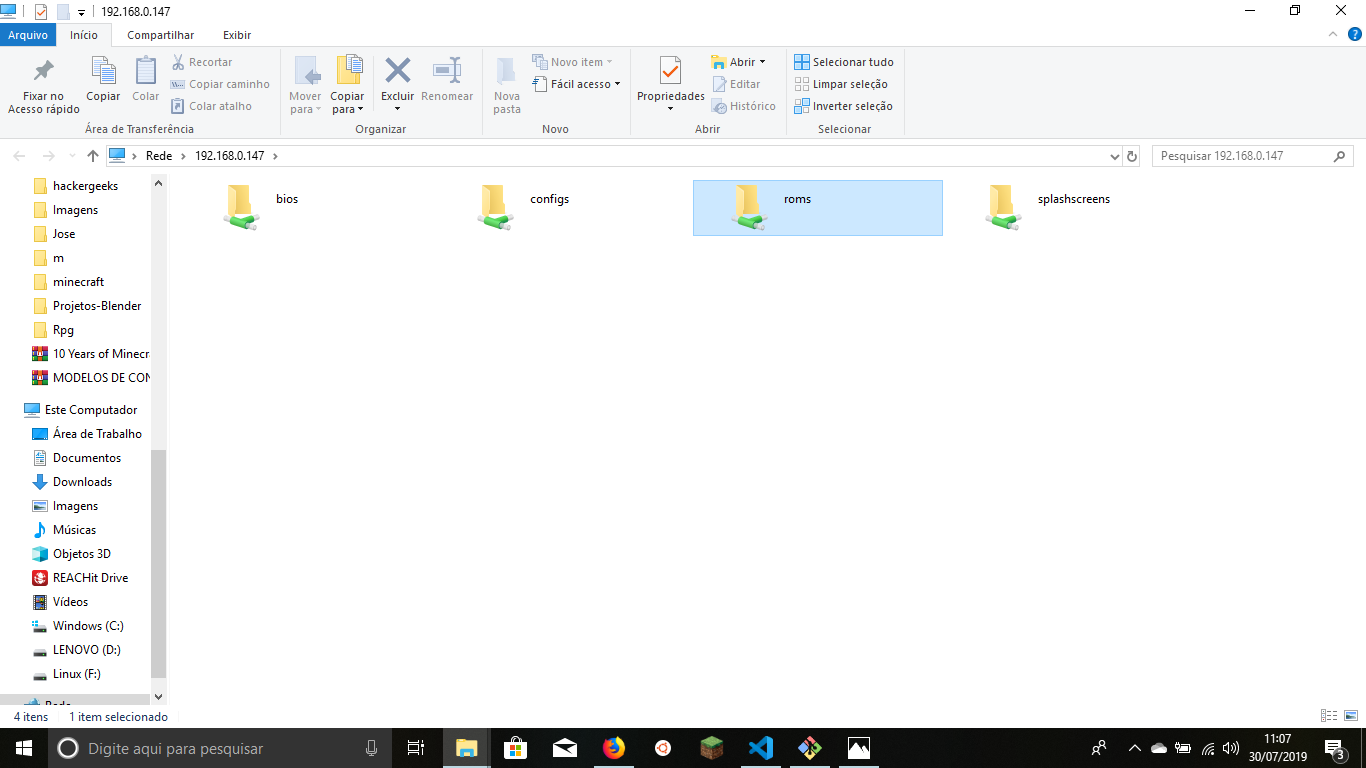 192.168.0.147
Arquivo Início Compartilhar Exibir
Fixar no
Acesso rápido
Copiar
Colar
Recortar
Copiar caminho
Colar atalho
Área de Transferência
Mover
para
Copiar
para
Excluir
Renomear
Organizar
Nova
pasta
Novo item
Fácil acesso
Novo
Propriedades
Abrir
Editar
Histórico
Abrir
Selecionar tudo
Limpar seleção
Inverter seleção
Selecionar
Rede 192.168.0.147
Pesquisar 192.168.0.147
hackergeeks
Imagens
Jose
m
minecraft
Projetos-Blender
Rpg
10 Years of Minecr
MODELOS DE CON
Este Computador
Área de Trabalho
Documentos
Downloads
Imagens
Músicas
Objetos 3D
REACHit Drive
Vídeos
Windows (C:)
LENOVO (D:)
Linux (F:)
Rede
bios
configs
roms
splashscreens
4 itens 1 item selecionado
Digite aqui para pesquisar
11:07
30/07/2019
3